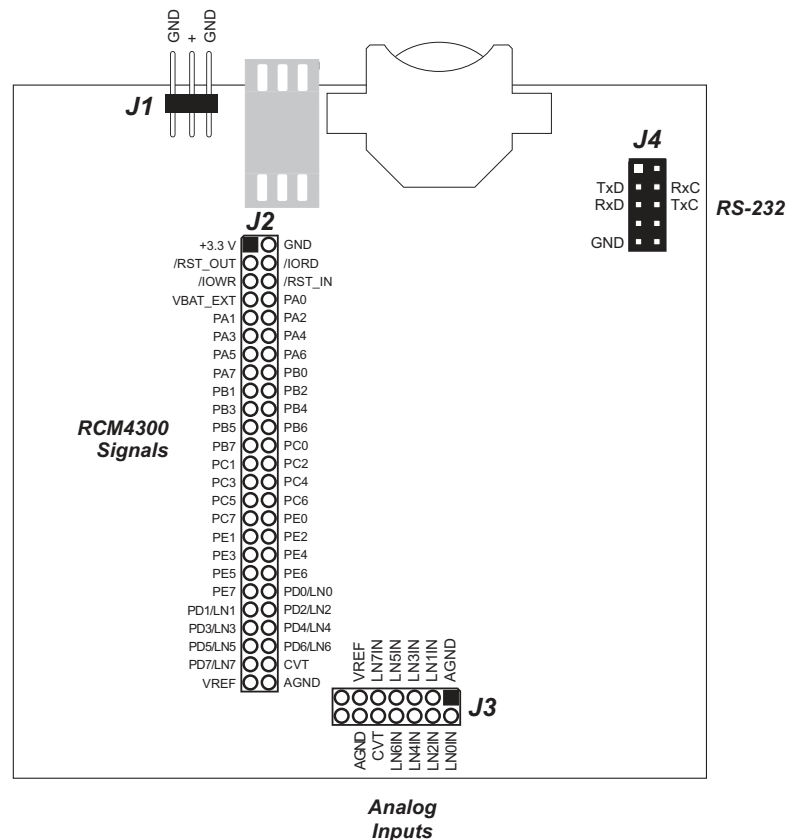 GND
+
GND
J1
J4
TxD RxC
RxD TxC
GND
RS-232
J2
+3.3 V GND
/RST_OUT /IORD
/IOWR /RST_IN
VBAT_EXT PA0
PA1 PA2
PA3 PA4
PA5 PA6
PA7 PB0
PB1 PB2
PB3 PB4
PB5 PB6
PB7 PC0
PC1 PC2
PC3 PC4
PC5 PC6
PC7 PE0
PE1 PE2
PE3 PE4
PE5 PE6
PE7 PD0/LN0
PD1/LN1 PD2/LN2
PD3/LN3 PD4/LN4
PD5/LN5 PD6/LN6
PD7/LN7 CVT
VREF AGND
RCM4300
Signals
VREF
LN7IN
LN5IN
LN3IN
LN1IN
AGND
J3
AGND
CVT
LN6IN
LN4IN
LN2IN
LN0IN
Analog
Inputs